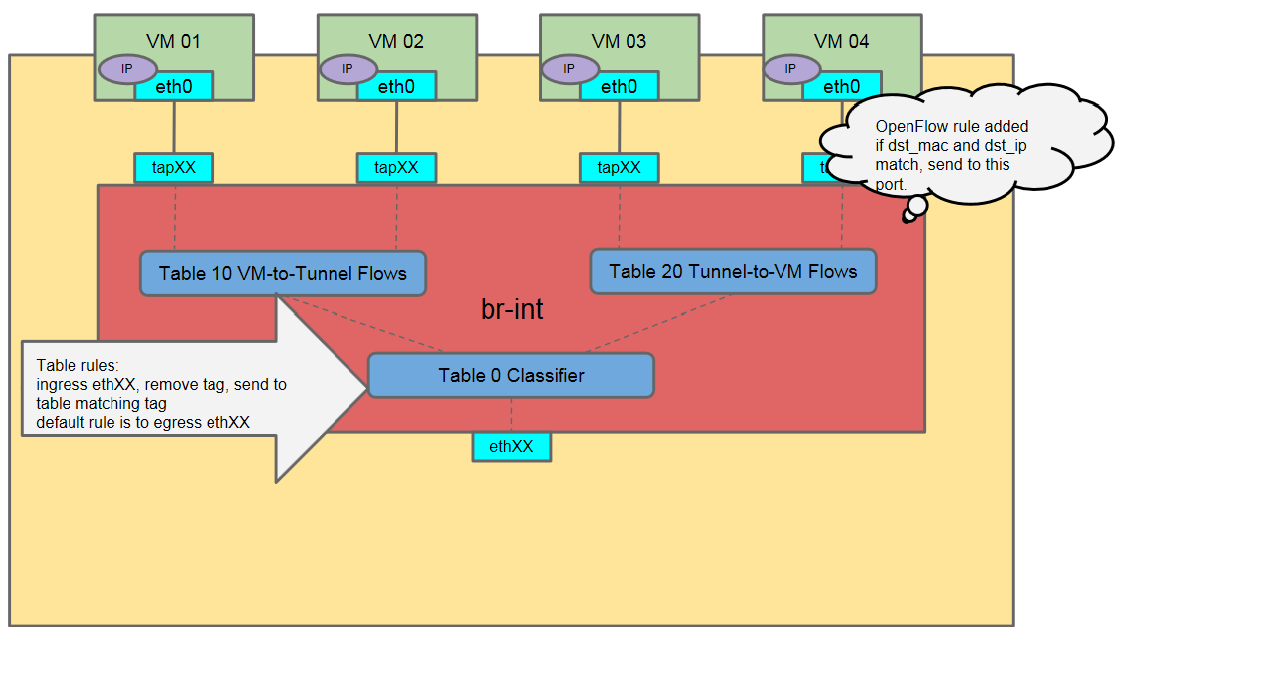 VM 01
VM 02
VM 03
VM 04
IP
IP
IP
IP
eth0
eth0
eth0
eth0
OpenFlow rule added
if dst_mac and dst_ip
match, send to this
port.
tapXX
tapXX
tapXX
Table 10 VM-to-Tunnel Flows
Table 20 Tunnel-to-VM Flows
br-int
Table rules:
ingress ethXX, remove tag, send to
table matching tag
default rule is to egress ethXX
Table 0 Classifier
ethXX